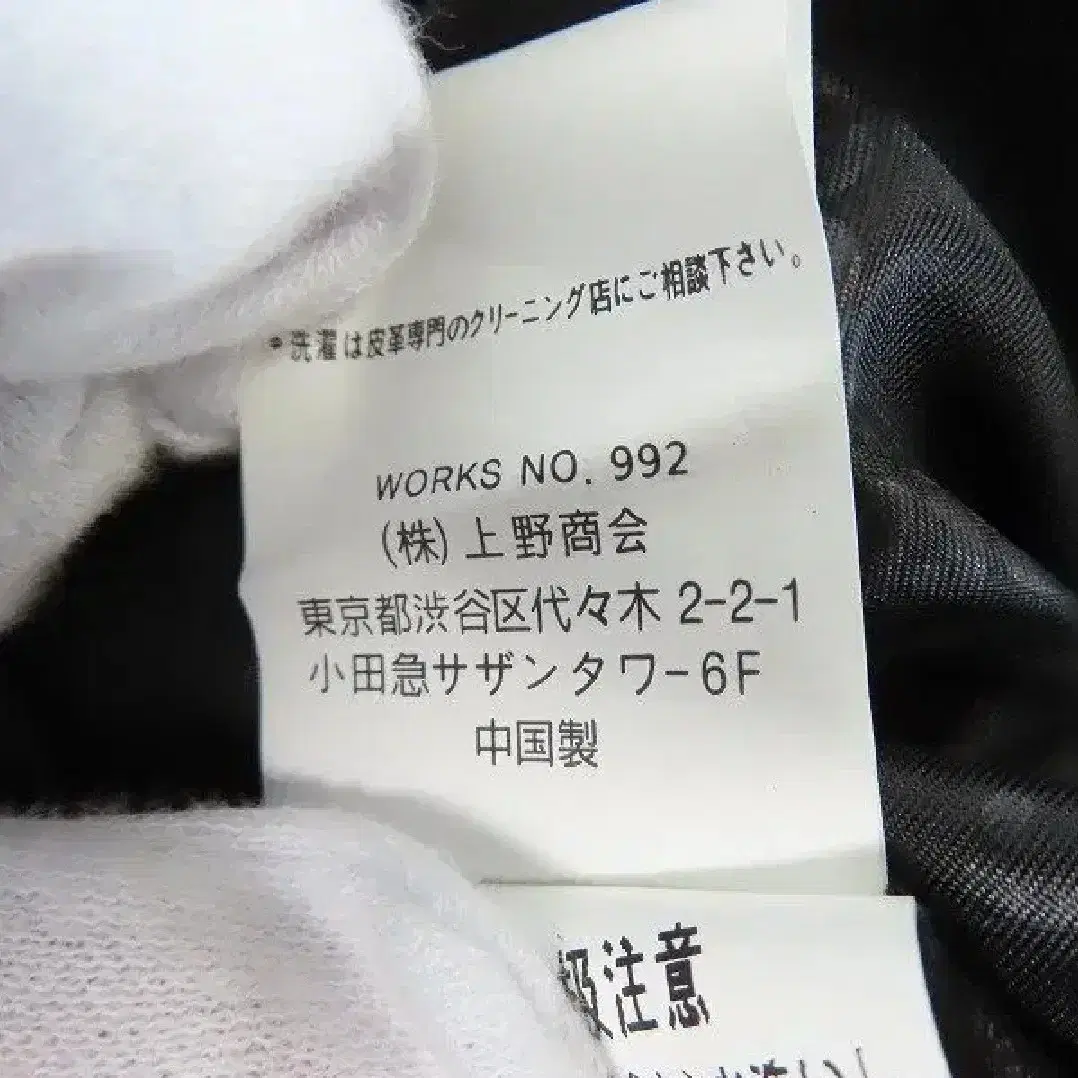 *洗濯は皮革専門のクリーニング店にご相談下さい。
WORKS NO. 992
(株)上野商会
東京都渋谷区代々木 2-2-1
小田急サザンタワー6F
中国製
扱注意